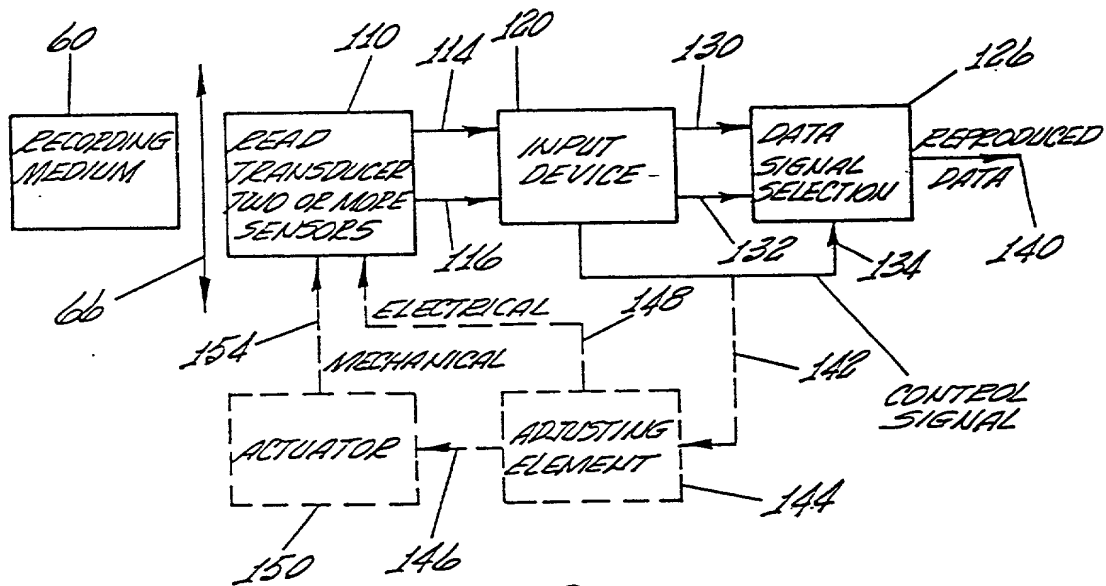 60
110
114
120
130
126
RECORDING
MEDIUM
READ
TRANSDUCER
TWO OR MORE
SENSORS
INPUT
DEVICE
DATA
SIGNAL
SELECTION
REPRODUCED
DATA
66
116
132
134
140
154
ELECTRICAL
148
MECHANICAL
142
CONTROL
SIGNAL
ACTUATOR
ADJUSTING
ELEMENT
150
146
144